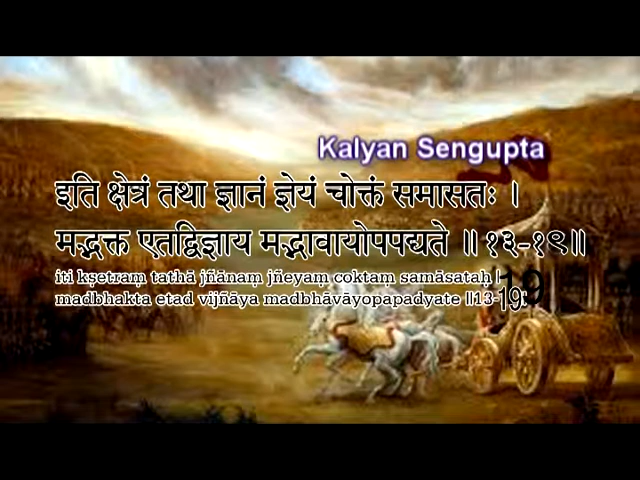 Kalyan Sengupta
इति क्षेत्रं तथा ज्ञानं ज्ञेयं चोक्तं समासतः ।
मद्भक्त एतद्विज्ञाय मद्भावायोपपद्यते ॥ १३-१९॥
iti kṣetraṃ tathā jñānaṃ jñeyaṃ coktaṃ samāsataḥ |
madbhakta etad vijñāya madbhāvāyopapadyate ||13-19||
19